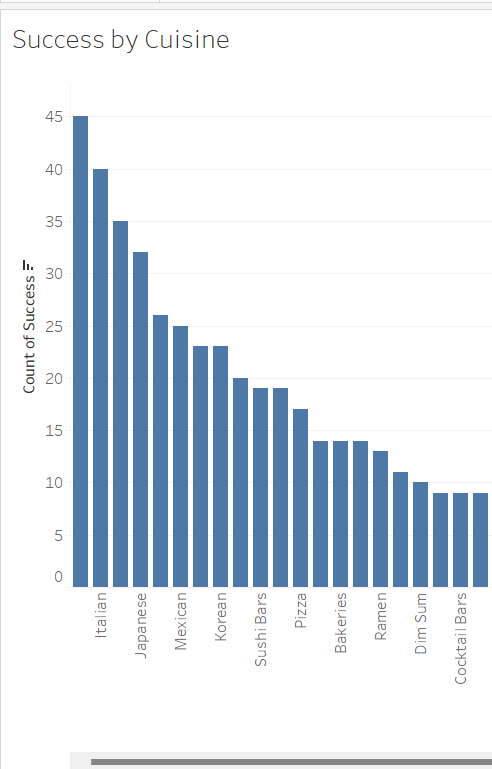 Success by Cuisine
Count of Success
45
40
35
30
25
20
15
10
5
0
Italian
Japanese
Mexican
Korean
Sushi Bars
Pizza
Bakeries
Ramen
Dim Sum
Cocktail Bars